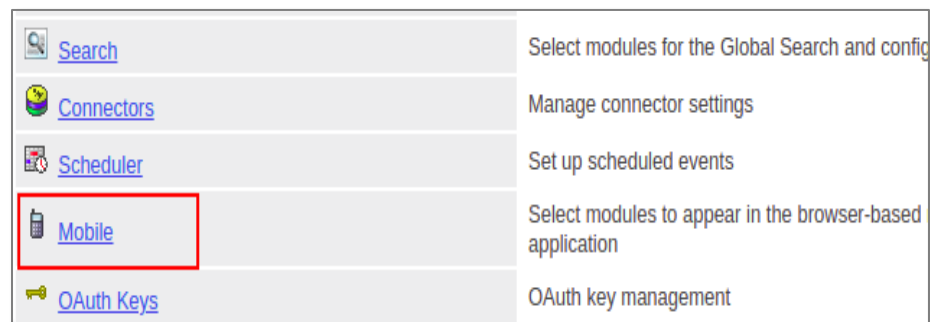 Search
Select modules for the Global Search and config
Connectors
Manage connector settings
Scheduler
Set up scheduled events
Mobile
Select modules to appear in the browser-based
application
OAuth Keys
OAuth key management